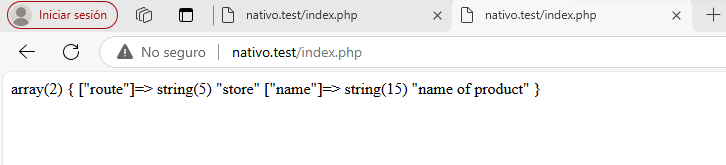 Iniciar sesión
nativo.test/index.php
nativo.test/index.php
No seguro
nativo.test/index.php
array(2) { ["route"]=> string(5) "store" ["name"]=> string(15) "name of product" }